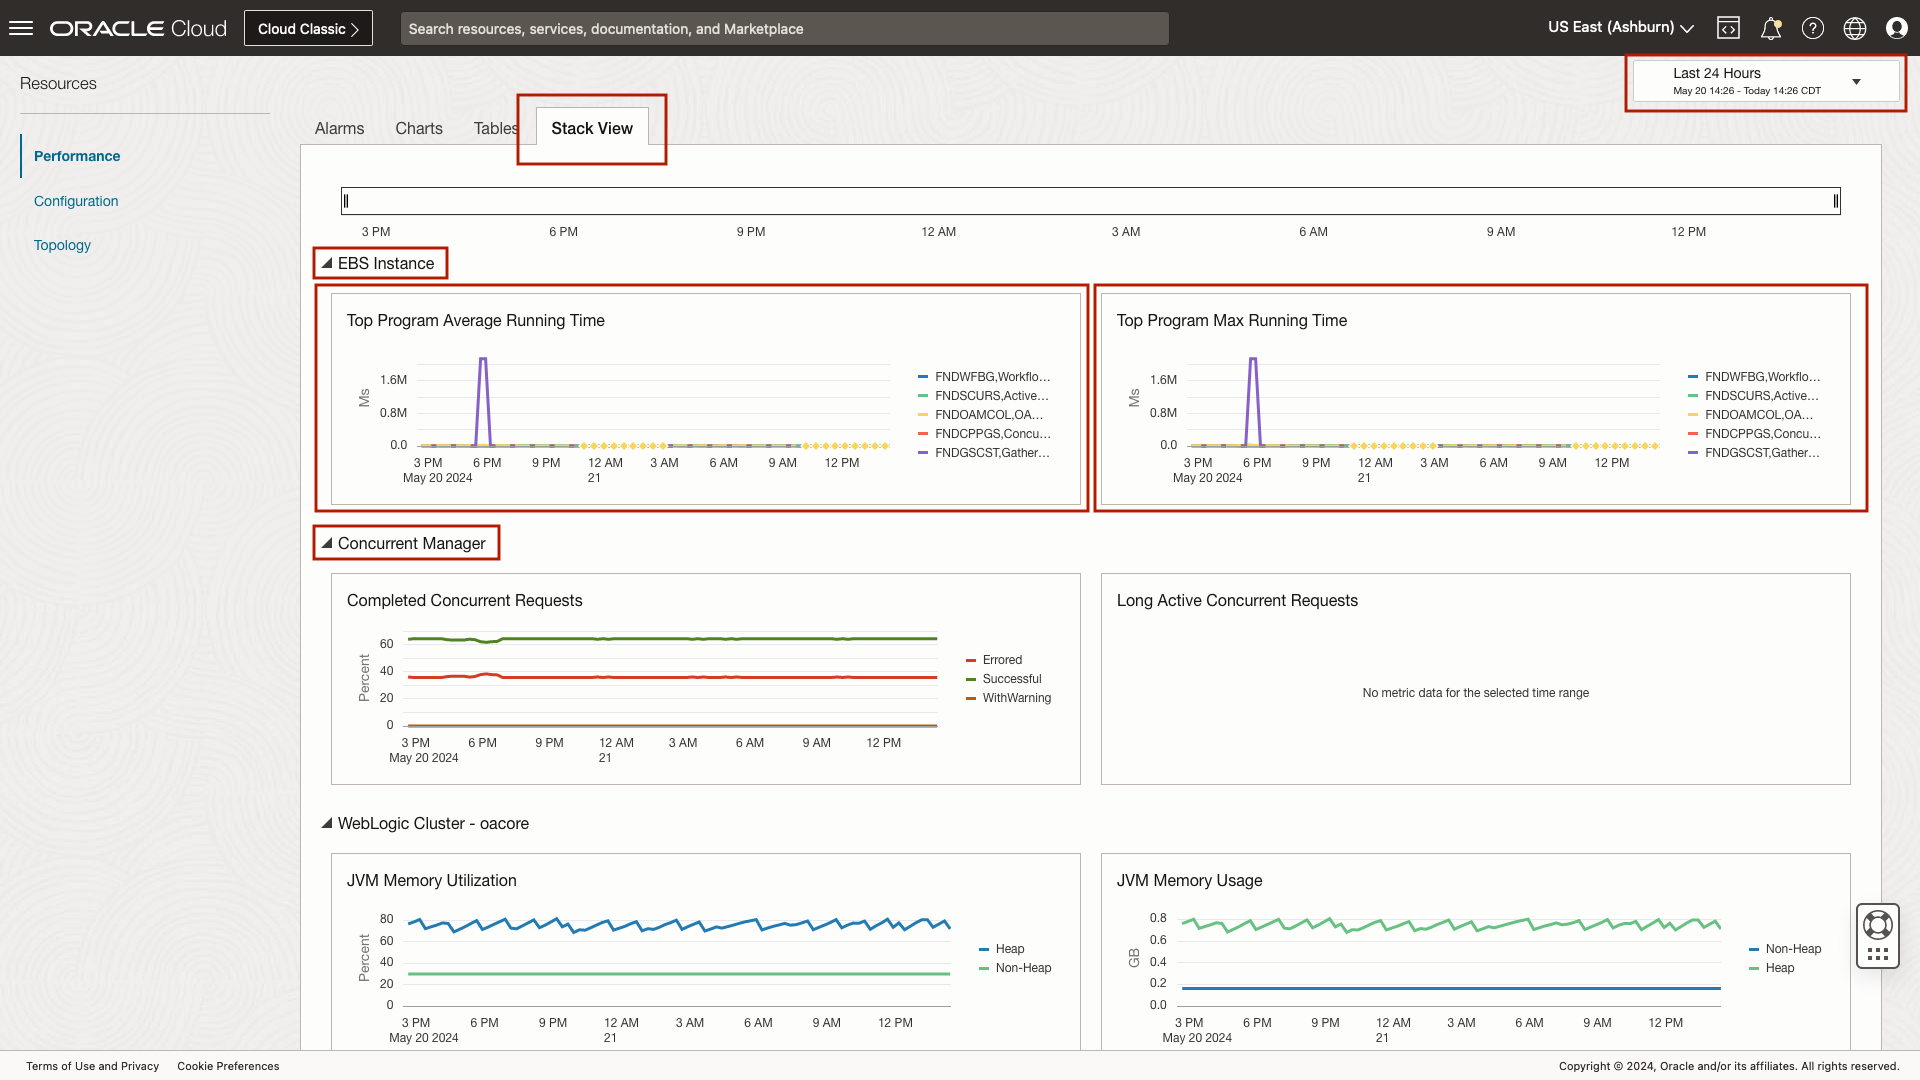 ORACLE Cloud
Cloud Classic
Search resources, services, documentation, and Marketplace
US East (Ashburn)
Resources
Last 24 Hours
May 20 14:26 - Today 14:26 CDT
Performance
Configuration
Topology
Alarms Charts Tables Stack View
3 PM 6 PM 9 PM 12 AM 3 AM 6 AM 9 AM 12 PM
EBS Instance
Top Program Average Running Time
Ms
1.6M
0.8M
0.0
3 PM 6 PM 9 PM 12 AM 3 AM 6 AM 9 AM 12 PM
May 20 2024 21
FNDWFBG,Workflo...
FNDSCURS,Active...
FNDOAMCOL,OA...
FNDCPPGS,Concu...
FNDGSCST,Gather...
Top Program Max Running Time
Ms
1.6M
0.8M
0.0
3 PM 6 PM 9 PM 12 AM 3 AM 6 AM 9 AM 12 PM
May 20 2024 21
FNDWFBG,Workflo...
FNDSCURS,Active...
FNDOAMCOL,OA...
FNDCPPGS,Concu...
FNDGSCST,Gather...
Concurrent Manager
Completed Concurrent Requests
Percent
60
40
20
0
3 PM 6 PM 9 PM 12 AM 3 AM 6 AM 9 AM 12 PM
May 20 2024 21
Errored
Successful
WithWarning
Long Active Concurrent Requests
No metric data for the selected time range
WebLogic Cluster - oacore
JVM Memory Utilization
Percent
80
60
40
20
0
3 PM 6 PM 9 PM 12 AM 3 AM 6 AM 9 AM 12 PM
May 20 2024 21
Heap
Non-Heap
JVM Memory Usage
GB
0.8
0.6
0.4
0.2
0.0
3 PM 6 PM 9 PM 12 AM 3 AM 6 AM 9 AM 12 PM
May 20 2024 21
Non-Heap
Heap
Terms of Use and Privacy Cookie Preferences
Copyright © 2024, Oracle and/or its affiliates. All rights reserved.